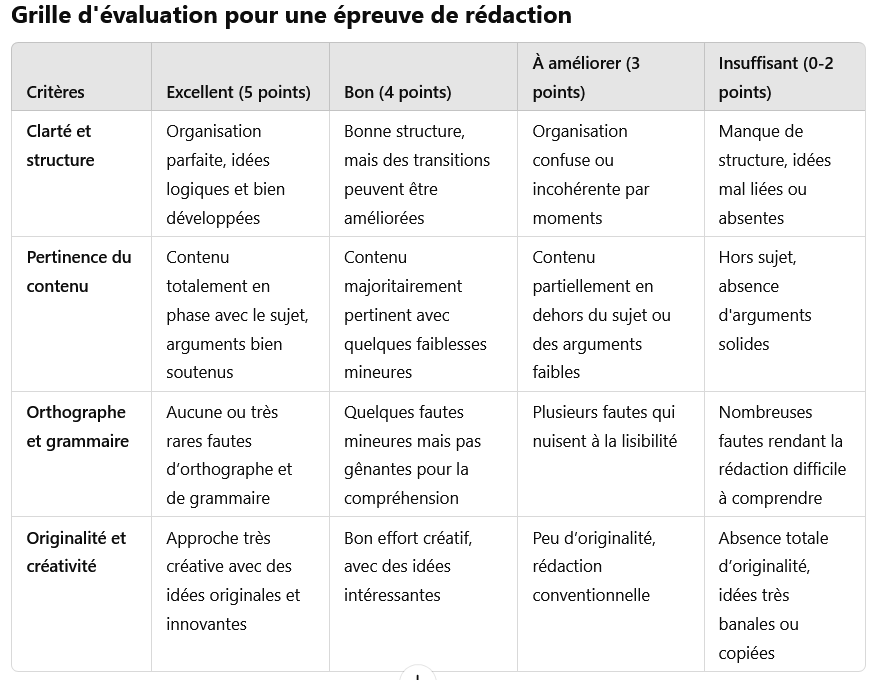 Grille d'évaluation pour une épreuve de rédaction
Critères
Excellent (5 points)
Bon (4 points)
À améliorer (3
points)
Insuffisant (0-2
points)
Clarté et
structure
Organisation
parfaite, idées
logiques et bien
développées
Bonne structure,
mais des transitions
peuvent être
améliorées
Organisation
confuse ou
incohérente par
moments
Manque de
structure, idées
mal liées ou
absentes
Pertinence du
contenu
Contenu
totalement en
phase avec le sujet,
arguments bien
soutenus
Contenu
majoritairement
pertinent avec
quelques faiblesses
mineures
Contenu
partiellement en
dehors du sujet ou
des arguments
faibles
Hors sujet,
absence
d'arguments
solides
Orthographe
et grammaire
Aucune ou très
rares fautes
d’orthographe et
de grammaire
Quelques fautes
mineures mais pas
gênantes pour la
compréhension
Plusieurs fautes qui
nuisent à la lisibilité
Nombreuses
fautes rendant la
rédaction difficile
à comprendre
Originalité et
créativité
Approche très
créative avec des
idées originales et
innovantes
Bon effort créatif,
avec des idées
intéressantes
Peu d’originalité,
rédaction
conventionnelle
Absence totale
d’originalité,
idées très
banales ou
copiées